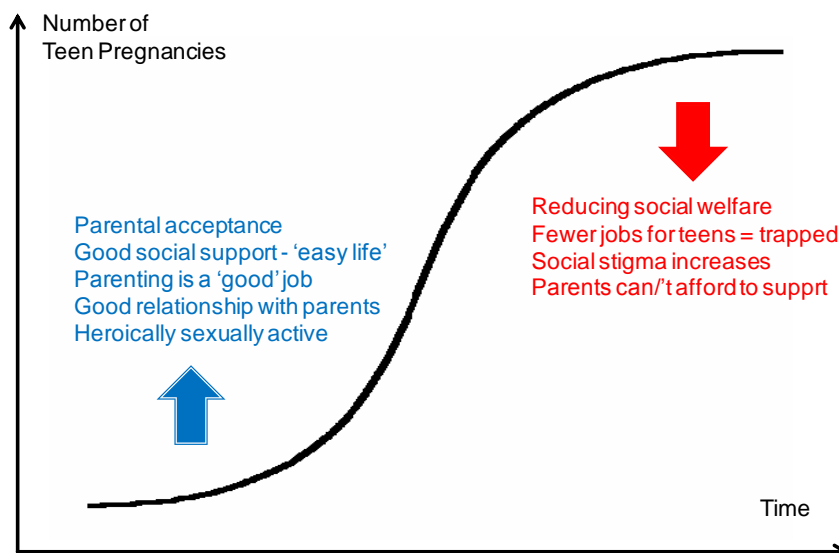 Number of
Teen Pregnancies
Parental acceptance
Good social support - ‘easy life’
Parenting is a ‘good’ job
Good relationship with parents
Heroically sexually active
Reducing social welfare
Fewer jobs for teens = trapped
Social stigma increases
Parents can/’t afford to supprt
Time